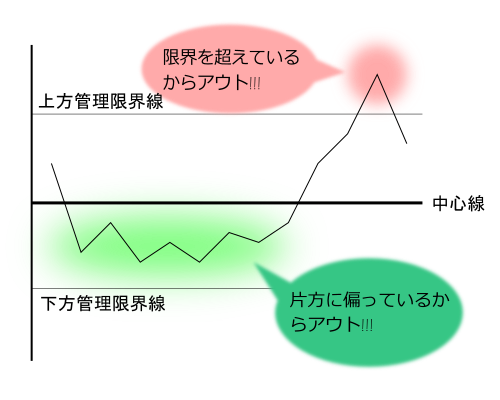 限界を超えている
からアウト!!!
上方管理限界線
中心線
下方管理限界線
片方に偏っているか
らアウト!!!